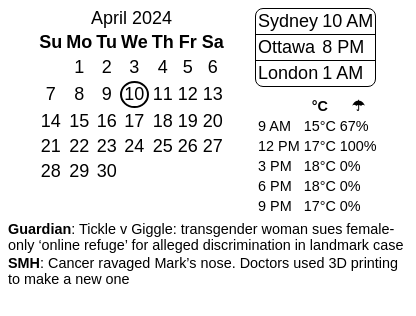 April 2024
Su Mo Tu We Th Fr Sa
1 2 3 4 5 6
7 8 9 10 11 12 13
14 15 16 17 18 19 20
21 22 23 24 25 26 27
28 29 30
Sydney 10 AM
Ottawa 8 PM
London 1 AM
°C ☂
9 AM 15°C 67%
12 PM 17°C 100%
3 PM 18°C 0%
6 PM 18°C 0%
9 PM 17°C 0%
Guardian: Tickle v Giggle: transgender woman sues female-
only ‘online refuge’ for alleged discrimination in landmark case
SMH: Cancer ravaged Mark’s nose. Doctors used 3D printing
to make a new one